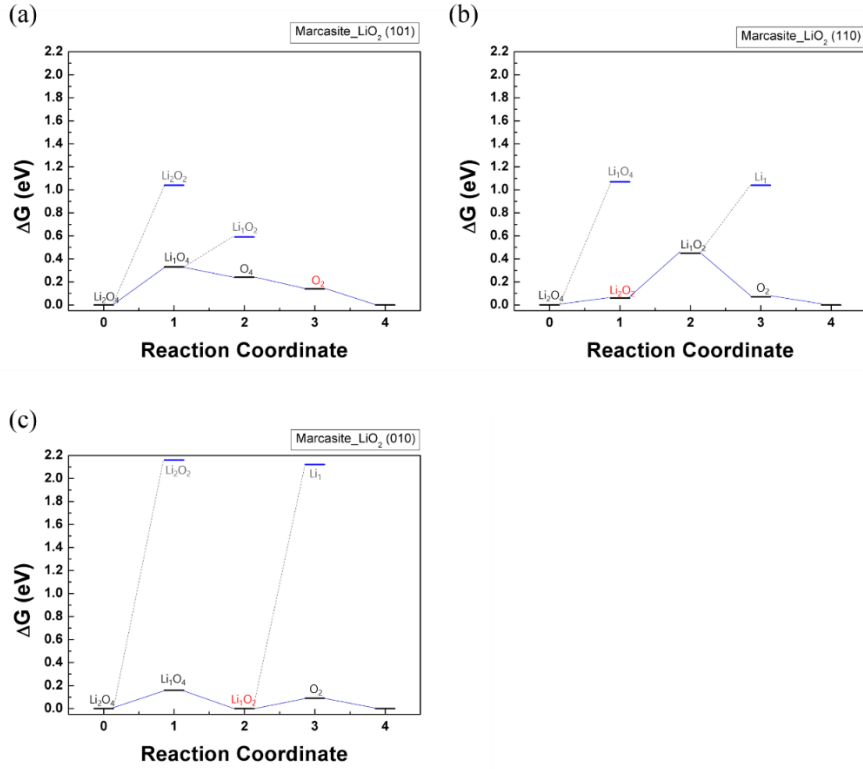 (a)
Marcasite_LiO₂ (101)
2.2
2.0
1.8
1.6
1.4
1.2
1.0
0.8
0.6
0.4
0.2
0.0
ΔG (eV)
Li₂O₂
Li₁O₂
Li₁O₄
O₄
O₂
Li₂O₄
0 1 2 3 4
Reaction Coordinate
(b)
Marcasite_LiO₂ (110)
2.2
2.0
1.8
1.6
1.4
1.2
1.0
0.8
0.6
0.4
0.2
0.0
ΔG (eV)
Li₁O₄
Li₁
Li₁O₂
Li₂O₄
Li₂O₂
O₂
0 1 2 3 4
Reaction Coordinate
(c)
Marcasite_LiO₂ (010)
2.2
2.0
1.8
1.6
1.4
1.2
1.0
0.8
0.6
0.4
0.2
0.0
ΔG (eV)
Li₂O₂
Li₁
Li₁O₄
Li₂O₄
Li₁O₂
O₂
0 1 2 3 4
Reaction Coordinate